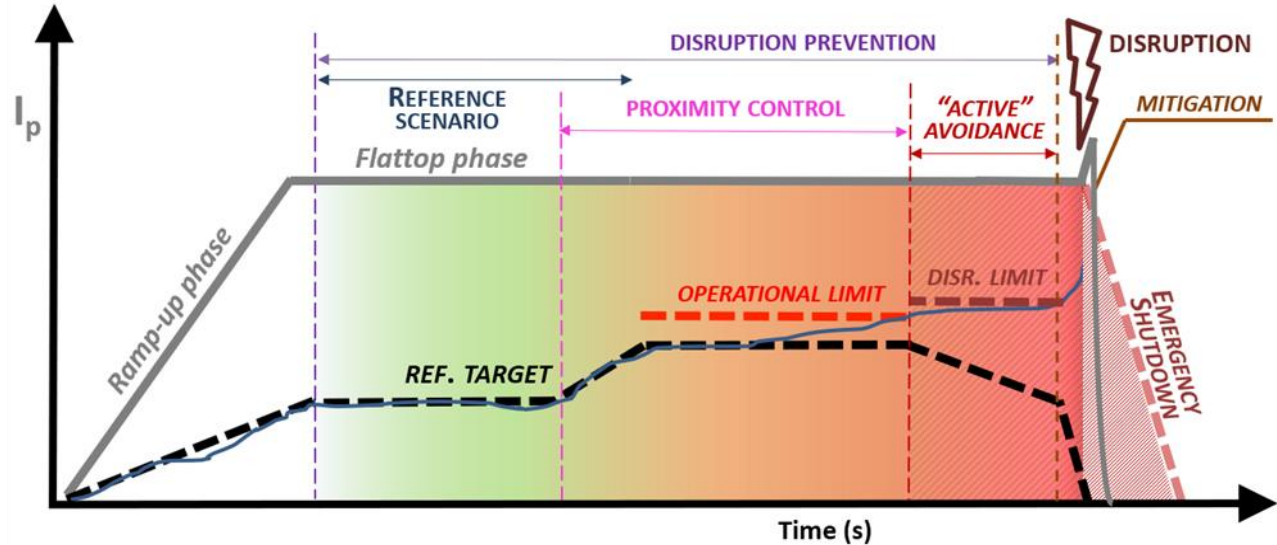 DISRUPTION PREVENTION
DISRUPTION
REFERENCE
SCENARIO
PROXIMITY CONTROL
“ACTIVE”
AVOIDANCE
MITIGATION
Ip
Flattop phase
Ramp-up phase
OPERATIONAL LIMIT
DISR. LIMIT
REF. TARGET
EMERGENCY
SHUTDOWN
Time (s)